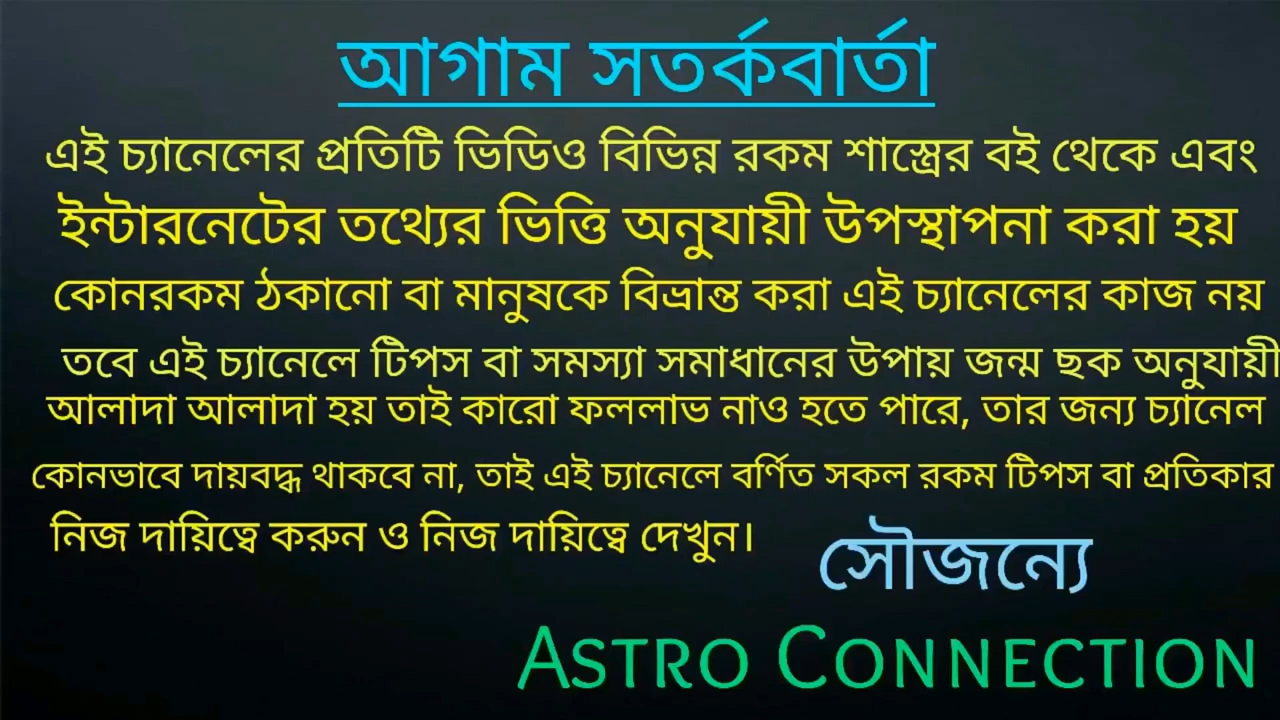 আগাম সতর্কবার্তা
এই চ্যানেলের প্রতিটি ভিডিও বিভিন্ন রকম শাস্ত্রের বই থেকে এবং
ইন্টারনেটের তথ্যের ভিত্তি অনুযায়ী উপস্থাপনা করা হয়
কোনরকম ঠকানো বা মানুষকে বিভ্রান্ত করা এই চ্যানেলের কাজ নয়
তবে এই চ্যানেলে টিপস বা সমস্যা সমাধানের উপায় জন্ম ছক অনুযায়ী
আলাদা আলাদা হয় তাই কারো ফললাভ নাও হতে পারে, তার জন্য চ্যানেল
কোনভাবে দায়বদ্ধ থাকবে না, তাই এই চ্যানেলে বর্ণিত সকল রকম টিপস বা প্রতিকার
নিজ দায়িত্বে করুন ও নিজ দায়িত্বে দেখুন।
সৌজন্যে
ASTRO CONNECTION